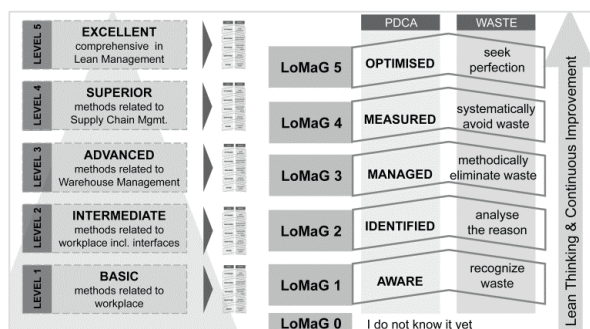 LEVEL 5
EXCELLENT
comprehensive in
Lean Management
LEVEL 4
SUPERIOR
methods related to
Supply Chain Mgmt.
LEVEL 3
ADVANCED
methods related to
Warehouse Management
LEVEL 2
INTERMEDIATE
methods related to
workplace incl. interfaces
LEVEL 1
BASIC
methods related to
workplace
PDCA
WASTE
LoMaG 5
OPTIMISED
seek
perfection
LoMaG 4
MEASURED
systematically
avoid waste
LoMaG 3
MANAGED
methodically
eliminate waste
LoMaG 2
IDENTIFIED
analyse
the reason
LoMaG 1
AWARE
recognize
waste
LoMaG 0
I do not know it yet
Lean Thinking & Continuous Improvement